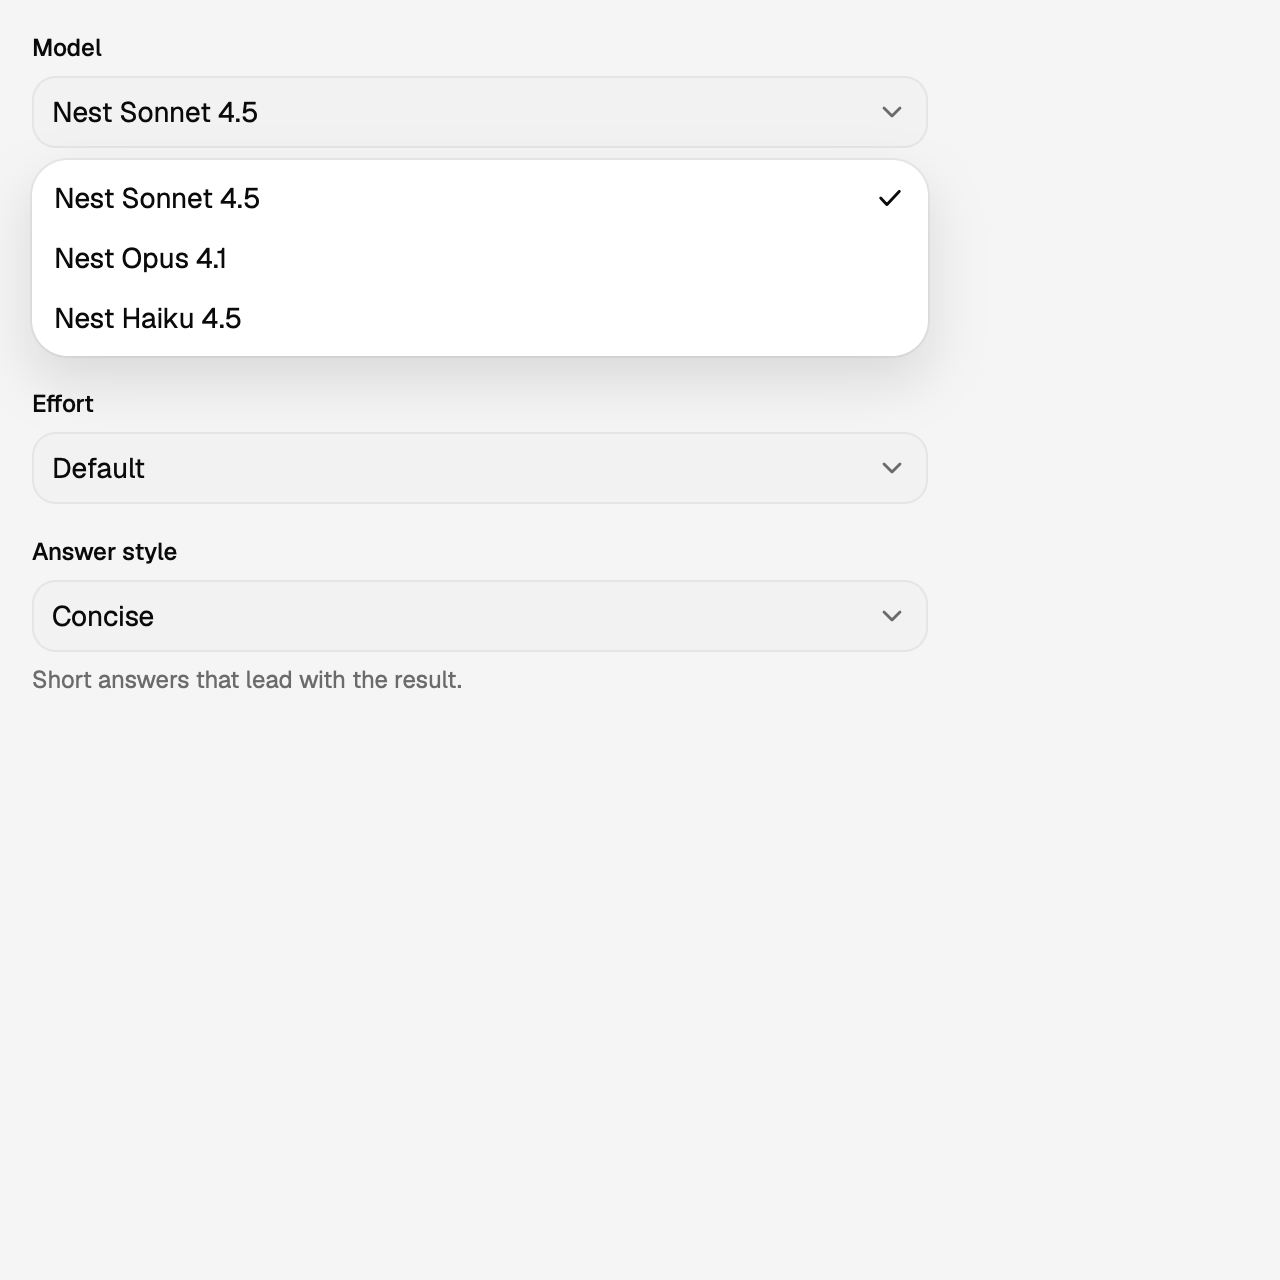 Model
Nest Sonnet 4.5
Nest Sonnet 4.5
Nest Opus 4.1
Nest Haiku 4.5
Effort
Default
Answer style
Concise
Short answers that lead with the result.